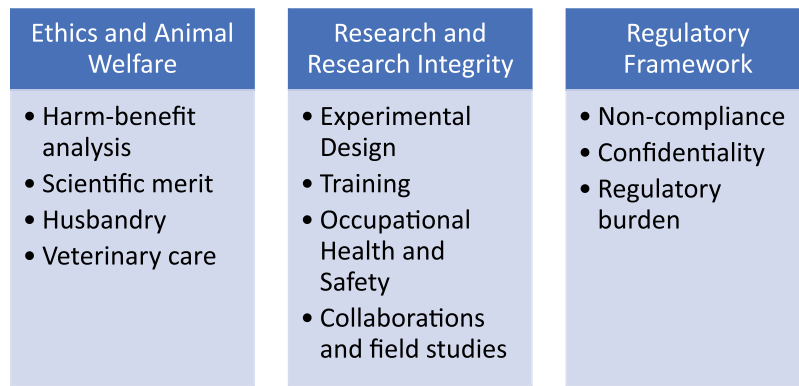 Ethics and Animal
Welfare
• Harm-benefit
analysis
• Scientific merit
• Husbandry
• Veterinary care
Research and
Research Integrity
• Experimental
Design
• Training
• Occupational
Health and
Safety
• Collaborations
and field studies
Regulatory
Framework
• Non-compliance
• Confidentiality
• Regulatory
burden